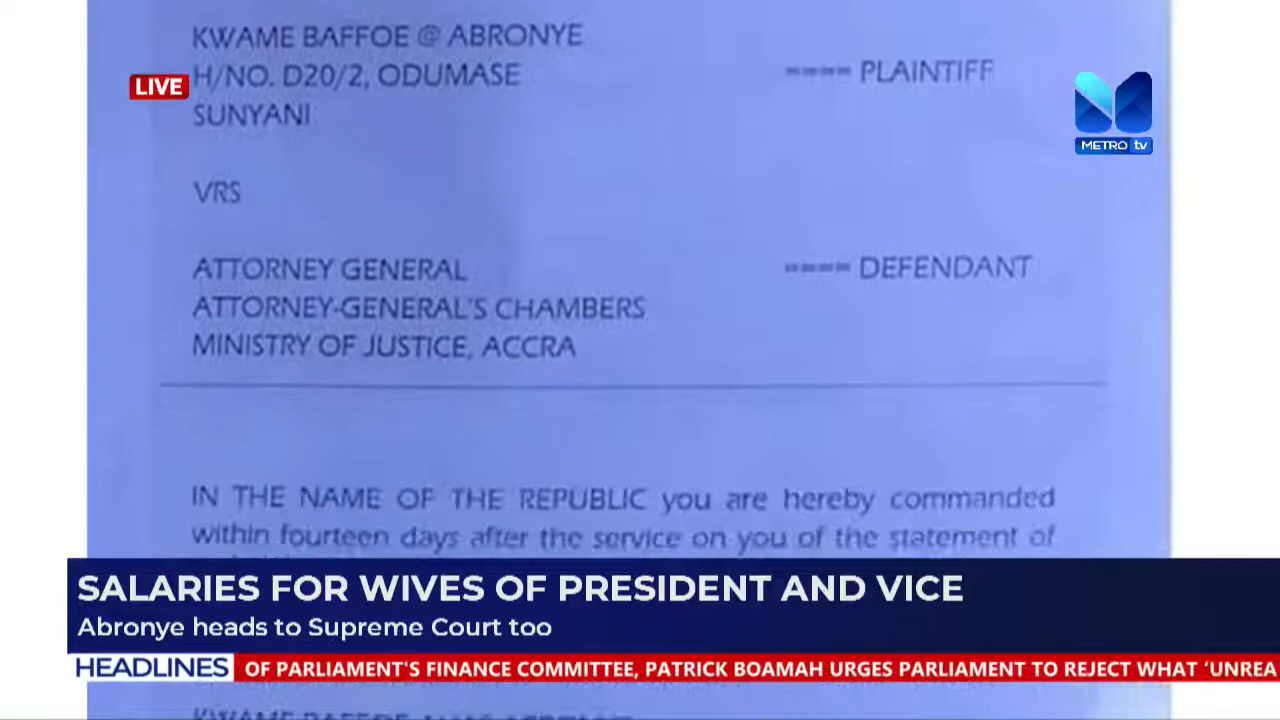 KWAME BAFFOE @ ABRONYE
H/NO. D20/2, ODUMASE
SUNYANI
---- PLAINTIFF
LIVE
METRO tv
VRS
ATTORNEY GENERAL
ATTORNEY-GENERAL'S CHAMBERS
MINISTRY OF JUSTICE, ACCRA
---- DEFENDANT
IN THE NAME OF THE REPUBLIC you are hereby commanded
within fourteen days after the service on you of the statement of
SALARIES FOR WIVES OF PRESIDENT AND VICE
Abronye heads to Supreme Court too
HEADLINES
OF PARLIAMENT'S FINANCE COMMITTEE, PATRICK BOAMAH URGES PARLIAMENT TO REJECT WHAT ‘UNREA
KWAME BAFFOE